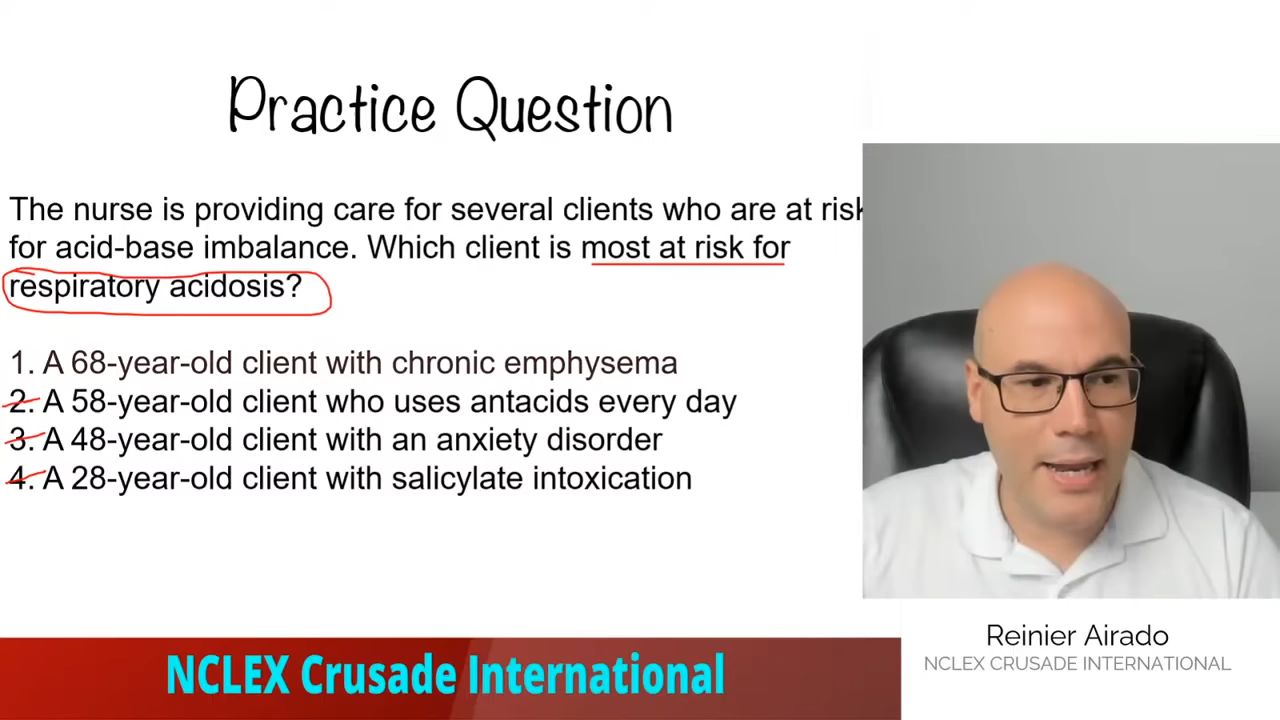 Practice Question
The nurse is providing care for several clients who are at risk
for acid-base imbalance. Which client is most at risk for
respiratory acidosis?
1. A 68-year-old client with chronic emphysema
2. A 58-year-old client who uses antacids every day
3. A 48-year-old client with an anxiety disorder
4. A 28-year-old client with salicylate intoxication
Reinier Airado
NCLEX CRUSADE INTERNATIONAL
NCLEX Crusade International